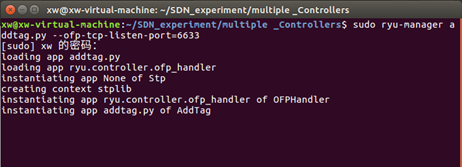 xw@xw-virtual-machine: ~/SDN_experiment/multiple _Controllers
xw@xw-virtual-machine:~/SDN_experiment/multiple _Controllers$ sudo ryu-manager a
ddtag.py --ofp-tcp-listen-port=6633
[sudo] xw 的密码：
loading app addtag.py
loading app ryu.controller.ofp_handler
instantiating app None of Stp
creating context stplib
instantiating app ryu.controller.ofp_handler of OFPHandler
instantiating app addtag.py of AddTag